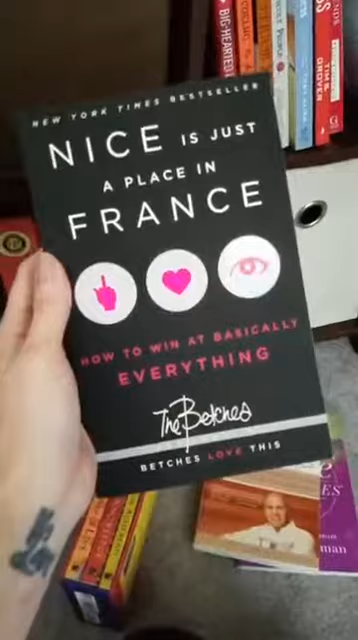 NEW YORK TIMES BESTSELLER
NICE IS JUST
A PLACE IN
FRANCE
HOW TO WIN AT BASICALLY
EVERYTHING
The Betches
BETCHES LOVE THIS
BIG-HEARTED
TIM S.
GROVER
man